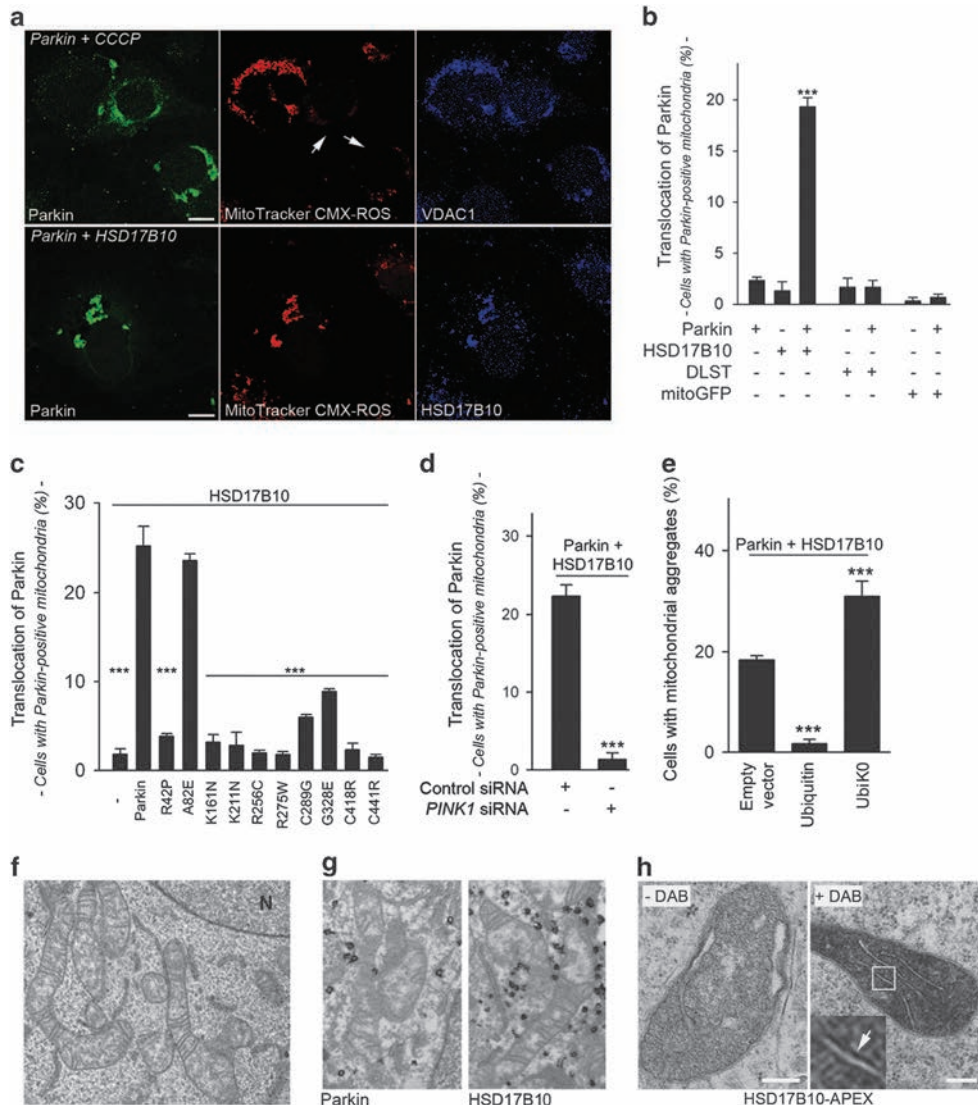 a
Parkin + CCCP
Parkin
MitoTracker CMX-ROS
VDAC1
Parkin + HSD17B10
Parkin
MitoTracker CMX-ROS
HSD17B10
b
Translocation of Parkin
- Cells with Parkin-positive mitochondria (%) -
20
15
10
5
0
***
Parkin + - + - + - +
HSD17B10 - + + - - - -
DLST - - - + + - -
mitoGFP - - - - - + +
c
HSD17B10
Translocation of Parkin
- Cells with Parkin-positive mitochondria (%) -
30
20
10
0
*** *** ***
-
Parkin
R42P
A82E
K161N
K211N
R256C
R275W
C289G
G328E
C418R
C441R
d
Translocation of Parkin
- Cells with Parkin-positive mitochondria (%) -
Parkin +
HSD17B10
20
10
0
***
Control siRNA + -
PINK1 siRNA - +
e
Cells with mitochondrial aggregates (%)
Parkin + HSD17B10
40
20
0
***
***
Empty
vector
Ubiquitin
UbiK0
f
N
g
Parkin
HSD17B10
h
- DAB
+ DAB
HSD17B10-APEX